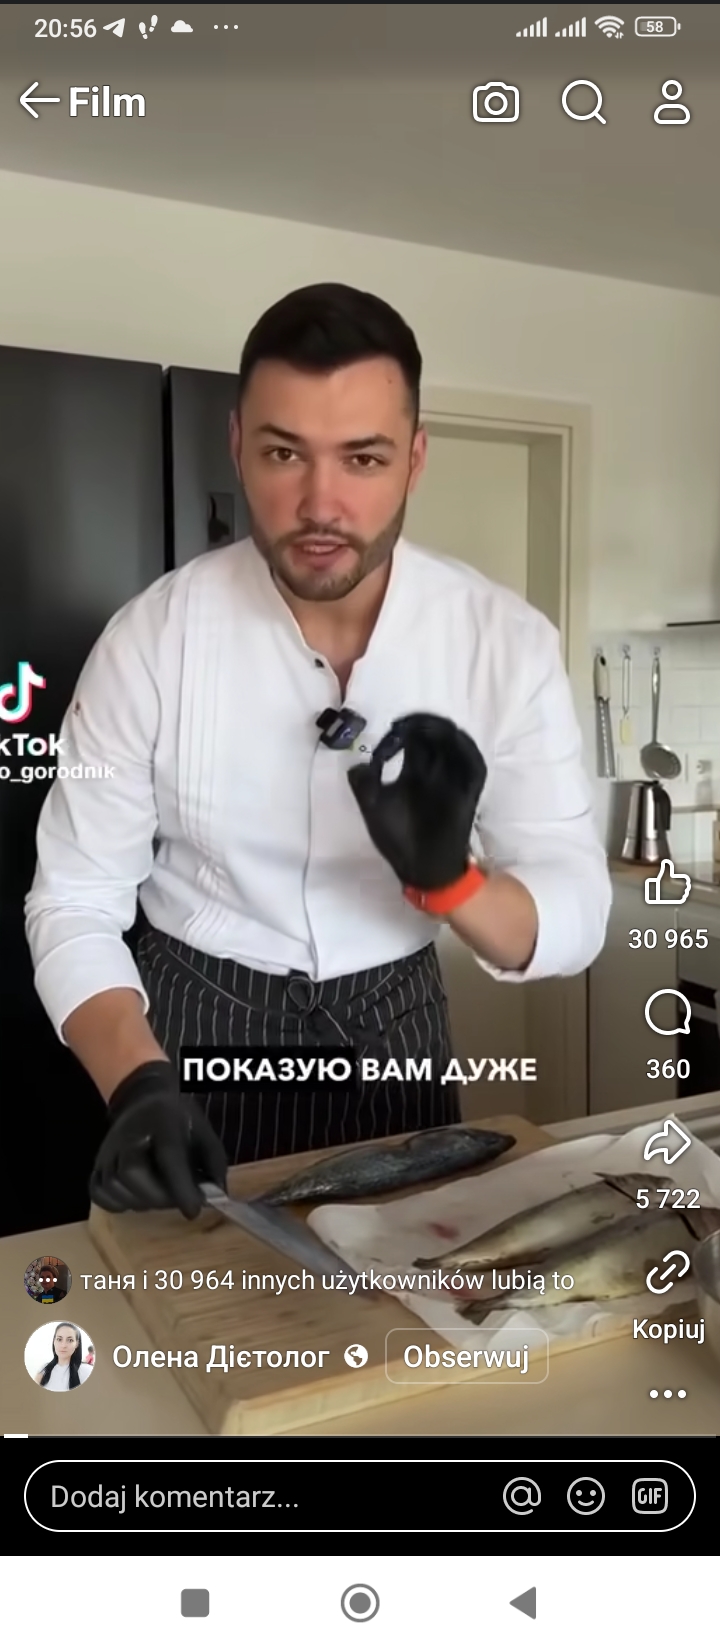 20:56
58
Film
kTok
o_gorodnik
30 965
ПОКАЗУЮ ВАМ ДУЖЕ
360
5 722
таня i 30 964 innych użytkowników lubią to
Kopiuj
Олена Дієтолог
Obserwuj
Dodaj komentarz...
GIF